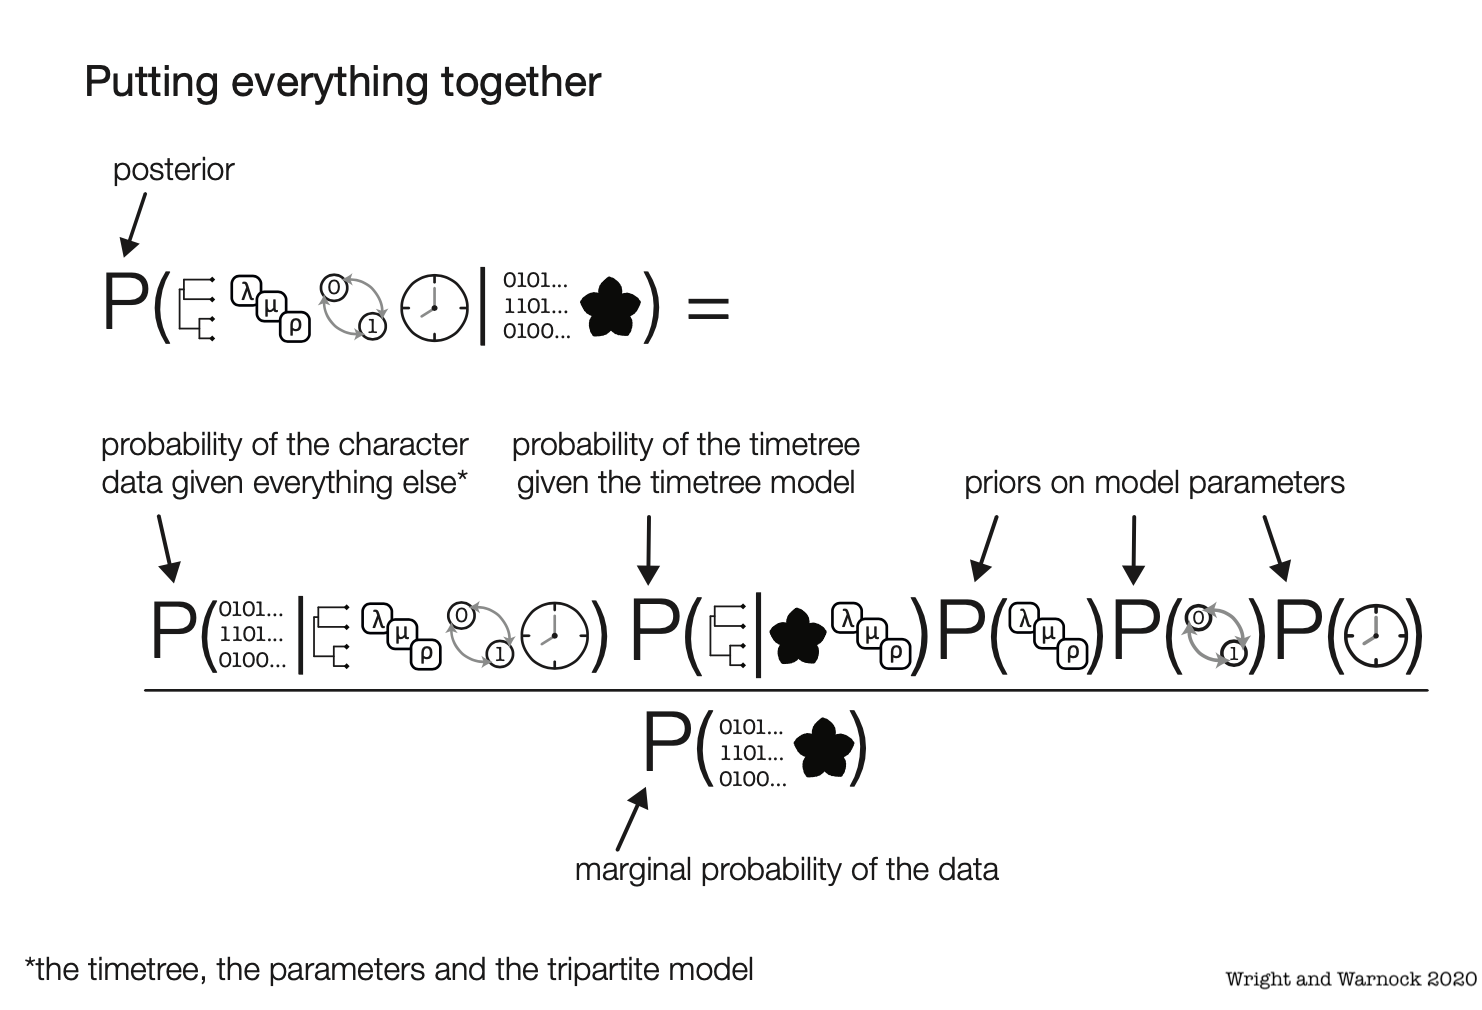 Putting everything together
posterior
P( λ μ ρ 0 1 | 0101... 1101... 0100... ) =
probability of the character
data given everything else*
probability of the timetree
given the timetree model
priors on model parameters
P( 0101... 1101... 0100... | λ μ ρ 0 1 ) P( | λ μ ρ ) P( λ μ ρ ) P( 0 1 ) P( )
P( 0101... 1101... 0100... )
marginal probability of the data
*the timetree, the parameters and the tripartite model
Wright and Warnock 2020